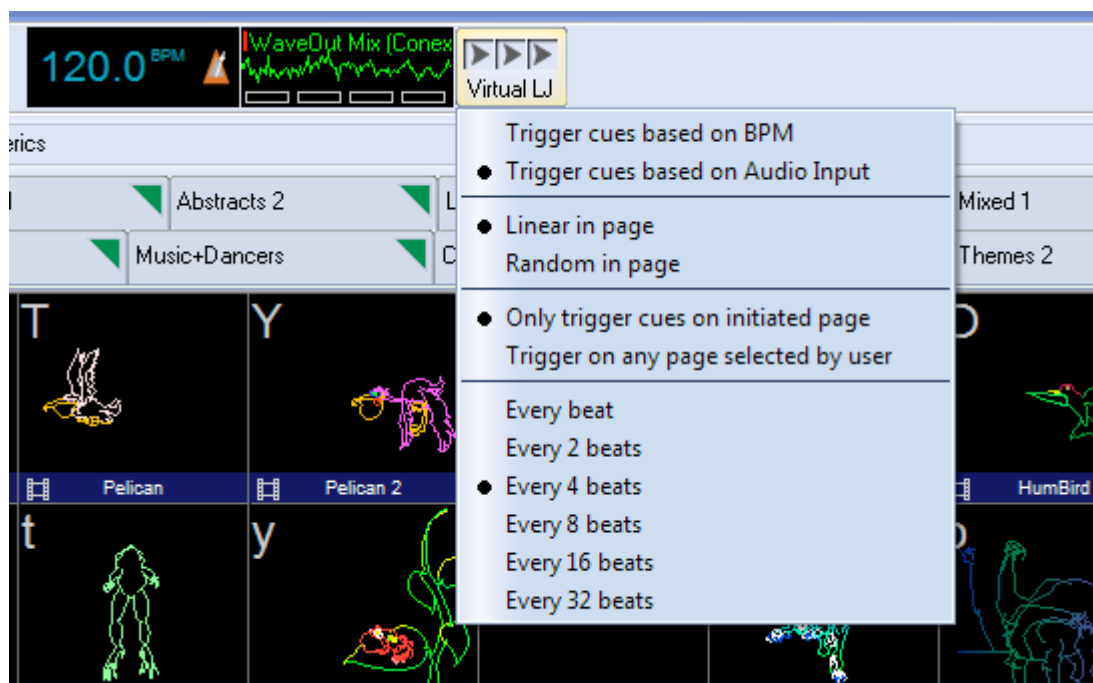 120.0 BPM
WaveOut Mix (Conex
Virtual LJ
erics
Abstracts 2
L
Mixed 1
Music+Dancers
C
Themes 2
Trigger cues based on BPM
Trigger cues based on Audio Input
Linear in page
Random in page
Only trigger cues on initiated page
Trigger on any page selected by user
Every beat
Every 2 beats
Every 4 beats
Every 8 beats
Every 16 beats
Every 32 beats
T
Y
Pelican
Pelican 2
HumBird
t
y